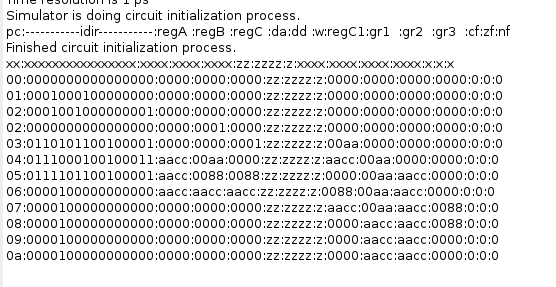 Time resolution is 1 ps
Simulator is doing circuit initialization process.
pc:-----------idir-----------:regA :regB :regC :da:dd :w:regC1:gr1 :gr2 :gr3 :cf:zf:nf
Finished circuit initialization process.
xx:xxxxxxxxxxxxxxxx:xxxx:xxxx:xxxx:zz:zzzz:z:xxxx:xxxx:xxxx:xxxx:x:x:x
00:0000000000000000:0000:0000:0000:zz:zzzz:z:0000:0000:0000:0000:0:0:0
01:0001000100000000:0000:0000:0000:zz:zzzz:z:0000:0000:0000:0000:0:0:0
02:0001001000000001:0000:0000:0000:zz:zzzz:z:0000:0000:0000:0000:0:0:0
02:0000000000000000:0000:0001:0000:zz:zzzz:z:0000:0000:0000:0000:0:0:0
03:0110101100100001:0000:0000:0001:zz:zzzz:z:00aa:0000:0000:0000:0:0:0
04:0111000100100011:aacc:00aa:0000:zz:zzzz:z:aacc:00aa:0000:0000:0:0:0
05:0111101100100001:aacc:0088:0088:zz:zzzz:z:0000:00aa:aacc:0000:0:0:0
06:0000100000000000:aacc:aacc:aacc:zz:zzzz:z:0088:00aa:aacc:0000:0:0:0
07:0000100000000000:0000:0000:0000:zz:zzzz:z:aacc:00aa:aacc:0088:0:0:0
08:0000100000000000:0000:0000:0000:zz:zzzz:z:0000:aacc:aacc:0088:0:0:0
09:0000100000000000:0000:0000:0000:zz:zzzz:z:0000:aacc:aacc:0000:0:0:0
0a:0000100000000000:0000:0000:0000:zz:zzzz:z:0000:aacc:aacc:0000:0:0:0